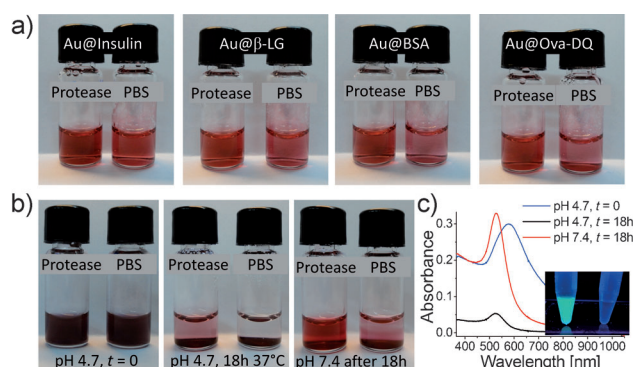 a)
Au@Insulin
Au@β-LG
Au@BSA
Au@Ova-DQ
Protease PBS
Protease PBS
Protease PBS
Protease PBS
b)
Protease PBS
Protease PBS
Protease PBS
pH 4.7, t = 0
pH 4.7, 18h 37°C
pH 7.4 after 18h
c)
pH 4.7, t = 0
pH 4.7, t = 18h
pH 7.4, t = 18h
Absorbance
0.3
0.2
0.1
0.0
400 500 600 700 800 900 1000
Wavelength [nm]